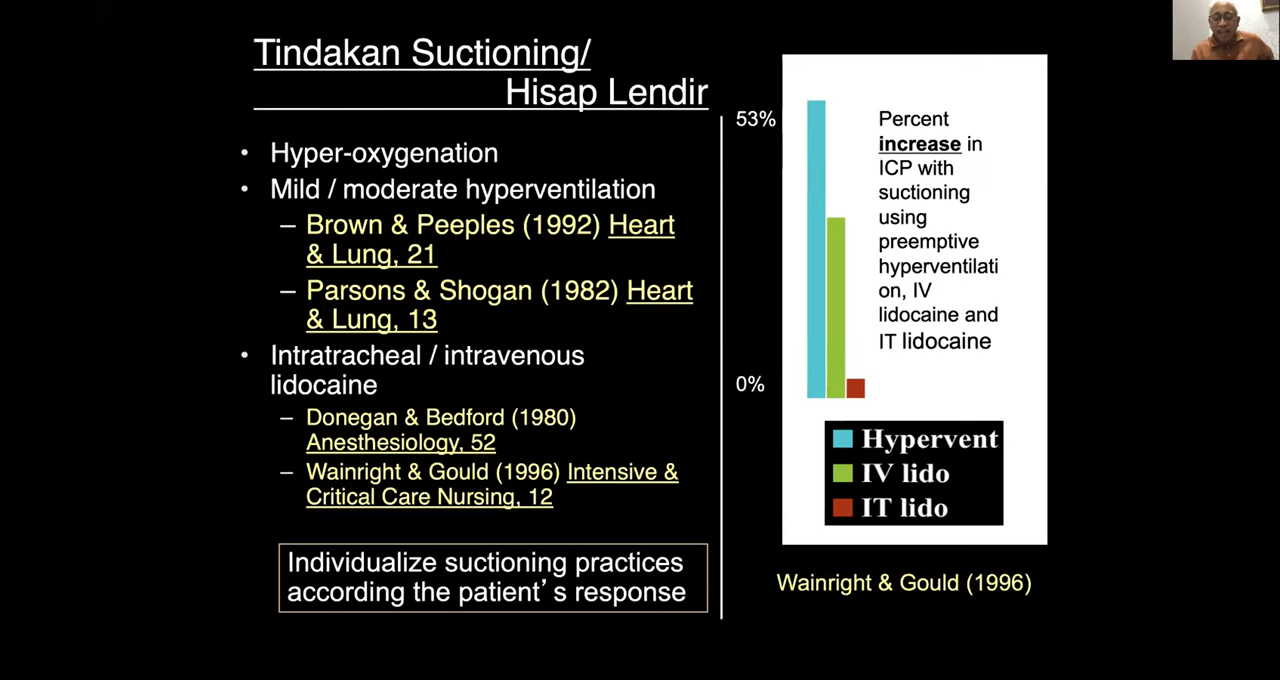 Tindakan Suctioning/
Hisap Lendir
• Hyper-oxygenation
• Mild / moderate hyperventilation
– Brown & Peeples (1992) Heart
& Lung, 21
– Parsons & Shogan (1982) Heart
& Lung, 13
• Intratracheal / intravenous
lidocaine
– Donegan & Bedford (1980)
Anesthesiology, 52
– Wainright & Gould (1996) Intensive &
Critical Care Nursing, 12
Individualize suctioning practices
according the patient’s response
53%
0%
Percent
increase in
ICP with
suctioning
using
preemptive
hyperventilati
on, IV
lidocaine and
IT lidocaine
Hypervent
IV lido
IT lido
Wainright & Gould (1996)